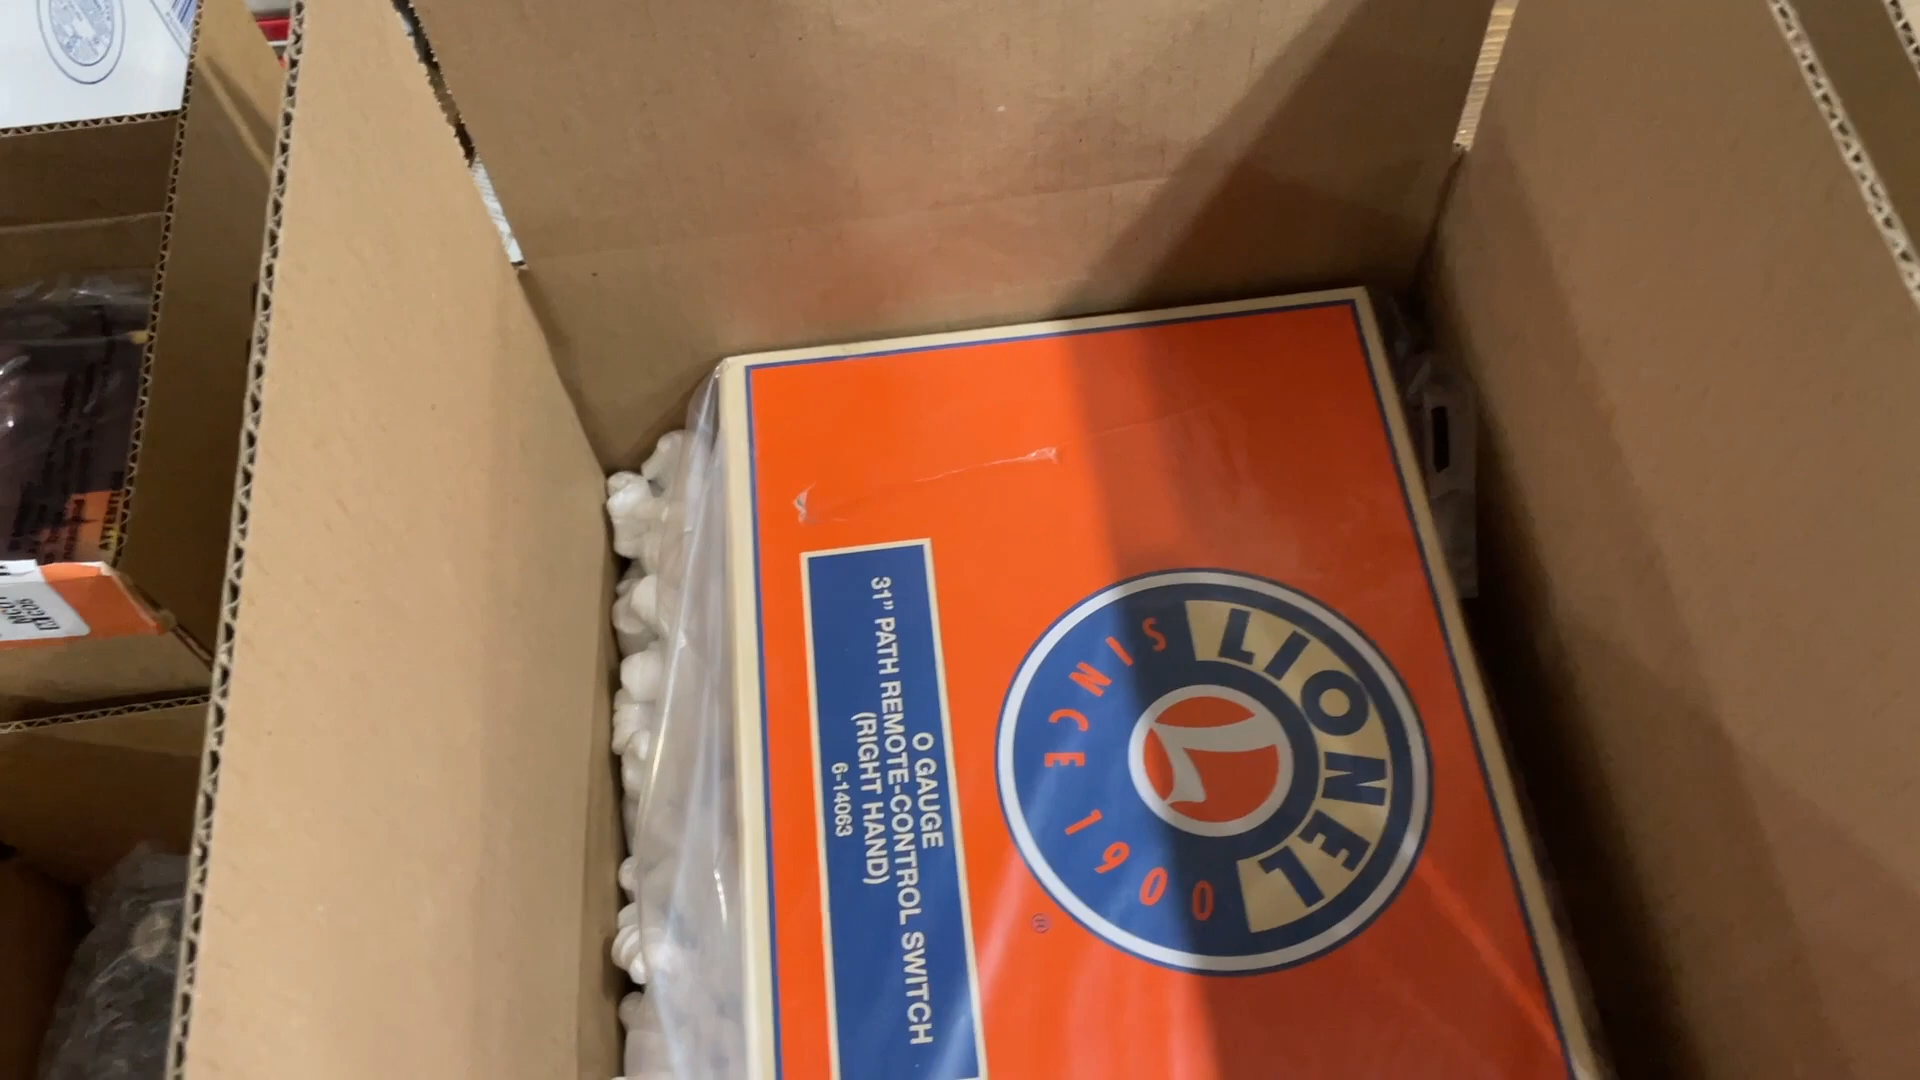 LIONEL
SINCE 1900
®
O GAUGE
31” PATH REMOTE-CONTROL SWITCH
(RIGHT HAND)
6-14063